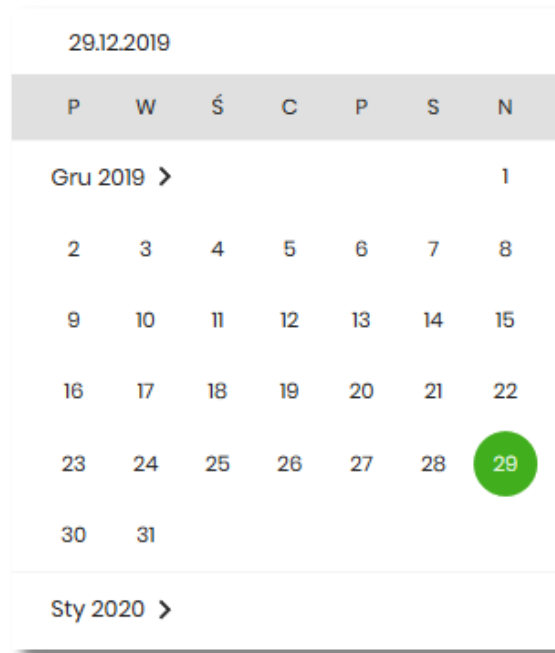 29.12.2019
P W Ś C P S N
Gru 2019 > 1
2 3 4 5 6 7 8
9 10 11 12 13 14 15
16 17 18 19 20 21 22
23 24 25 26 27 28 29
30 31
Sty 2020 >